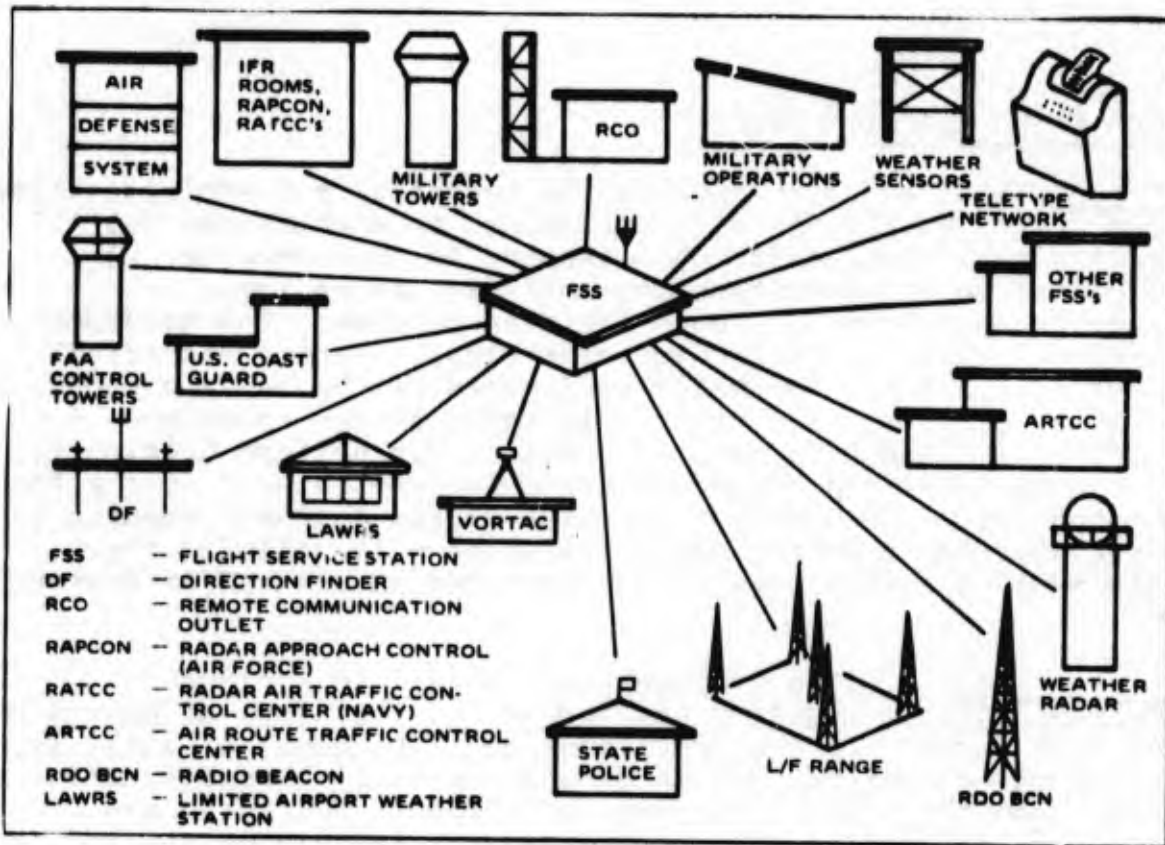 AIR
DEFENSE
SYSTEM
IFR
ROOMS,
RAPCON,
RATCC's
MILITARY
TOWERS
RCO
MILITARY
OPERATIONS
WEATHER
SENSORS
TELETYPE
NETWORK
FSS
OTHER
FSS's
FAA
CONTROL
TOWERS
U.S. COAST
GUARD
ARTCC
DF
LAWRS
VORTAC
WEATHER
RADAR
STATE
POLICE
L/F RANGE
RDO BCN
FSS — FLIGHT SERVICE STATION
DF — DIRECTION FINDER
RCO — REMOTE COMMUNICATION
OUTLET
RAPCON — RADAR APPROACH CONTROL
(AIR FORCE)
RATCC — RADAR AIR TRAFFIC CON-
TROL CENTER (NAVY)
ARTCC — AIR ROUTE TRAFFIC CONTROL
CENTER
RDO BCN — RADIO BEACON
LAWRS — LIMITED AIRPORT WEATHER
STATION